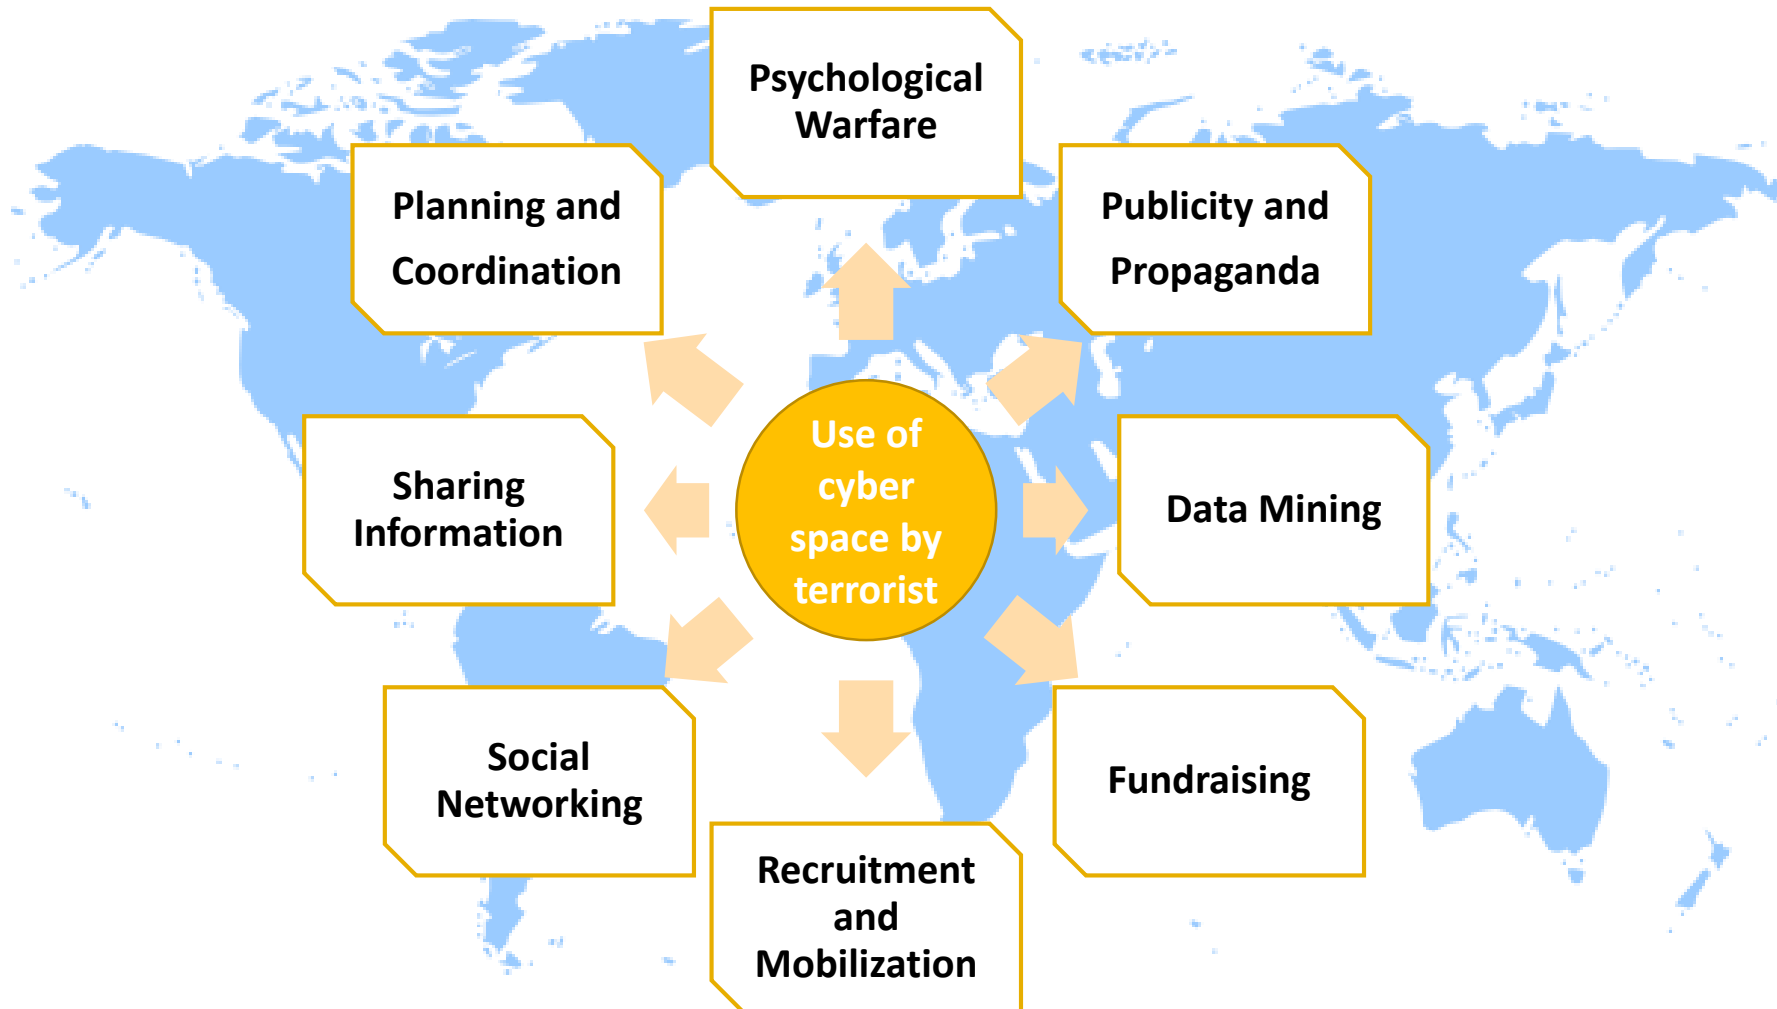 Psychological
Warfare
Planning and
Coordination
Publicity and
Propaganda
Use of
cyber
space by
terrorist
Sharing
Information
Data Mining
Social
Networking
Fundraising
Recruitment
and
Mobilization